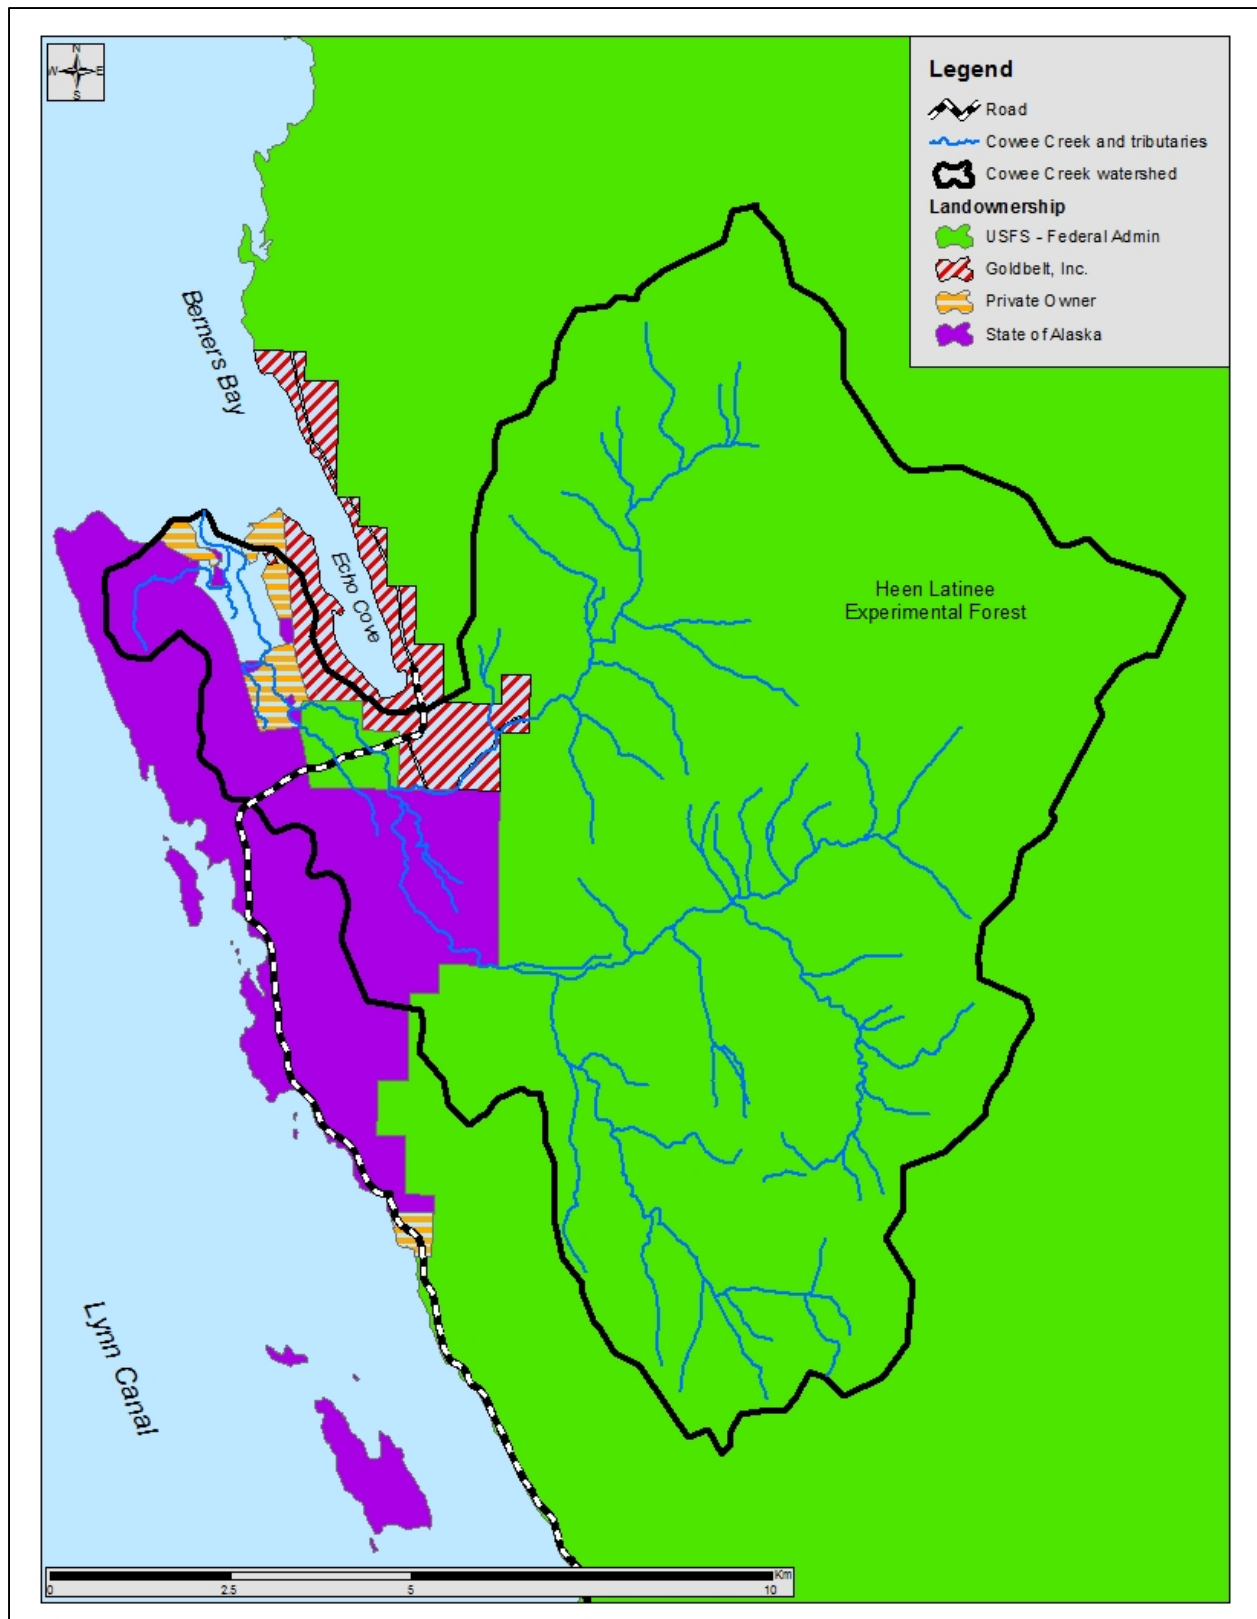 N
W E
S
Legend
Road
Cowee Creek and tributaries
Cowee Creek watershed
Landownership
USFS - Federal Admin
Goldbelt, Inc.
Private Owner
State of Alaska
Berners Bay
Echo Cove
Heen Latinee
Experimental Forest
Lynn Canal
Km
0 2.5 5 10